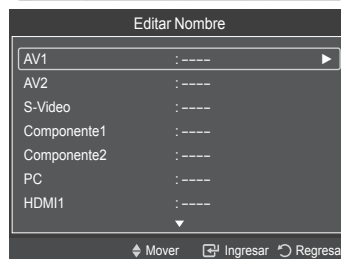 Editar Nombre
AV1 : ---- ►
AV2 : ----
S-Video : ----
Componente1 : ----
Componente2 : ----
PC : ----
HDMI1 : ----
▼
Mover Ingresar Regresa